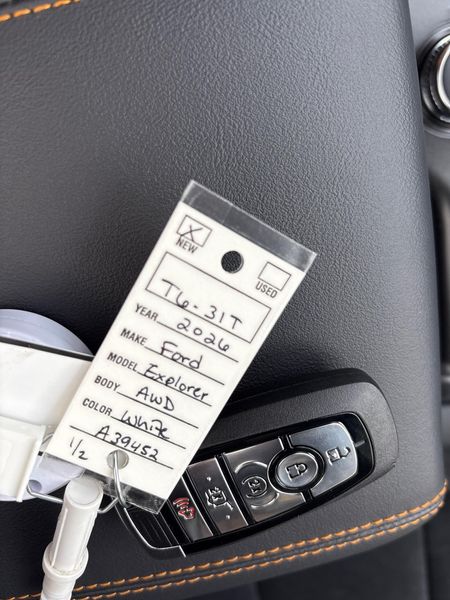 X
NEW
USED
T6-31T
YEAR 2026
MAKE Ford
MODEL Explorer
BODY AWD
COLOR White
A39452
1/2